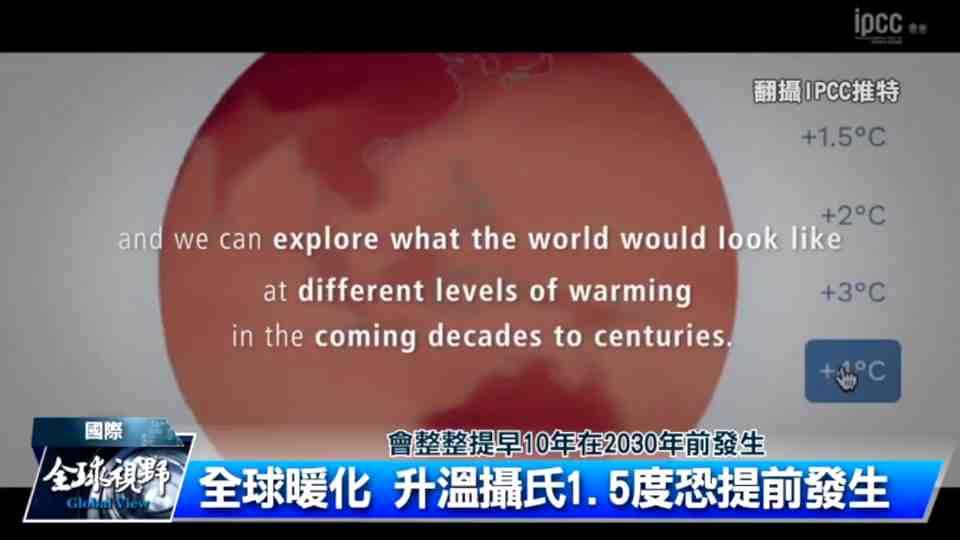 ipcc
翻攝IPCC推特
+1.5°C
+2°C
and we can explore what the world would look like
at different levels of warming
+3°C
in the coming decades to centuries.
+4°C
國際
全球視野
Global View
會整整提早10年在2030年前發生
全球暖化 升溫攝氏1.5度恐提前發生